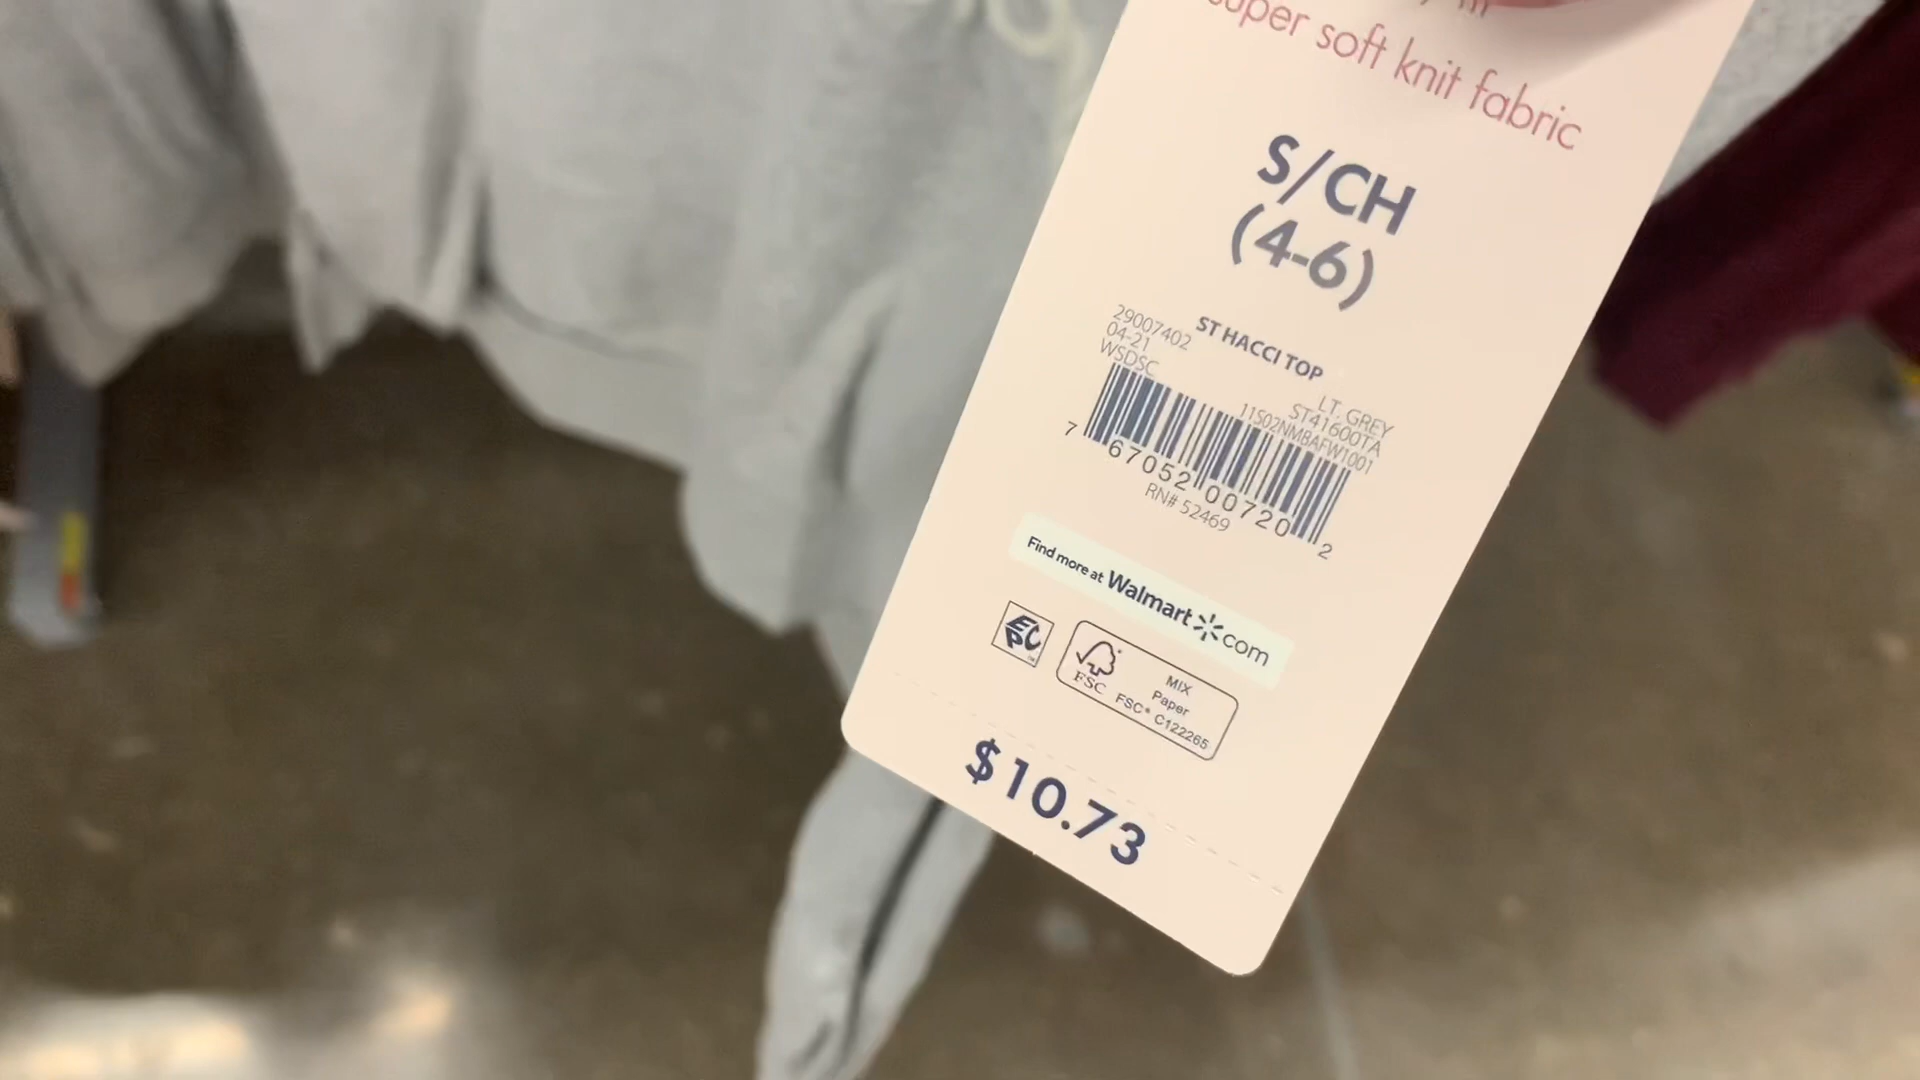 super soft knit fabric
S/CH
(4-6)
ST HACCI TOP
29007402
04-21
WSDSC
LT. GREY
ST41600TA
11S02NMBAFW1001
7 67052 00720 2
RN# 52469
Find more at Walmart.com
EPC
FSC
MIX
Paper
FSC® C122265
$10.73